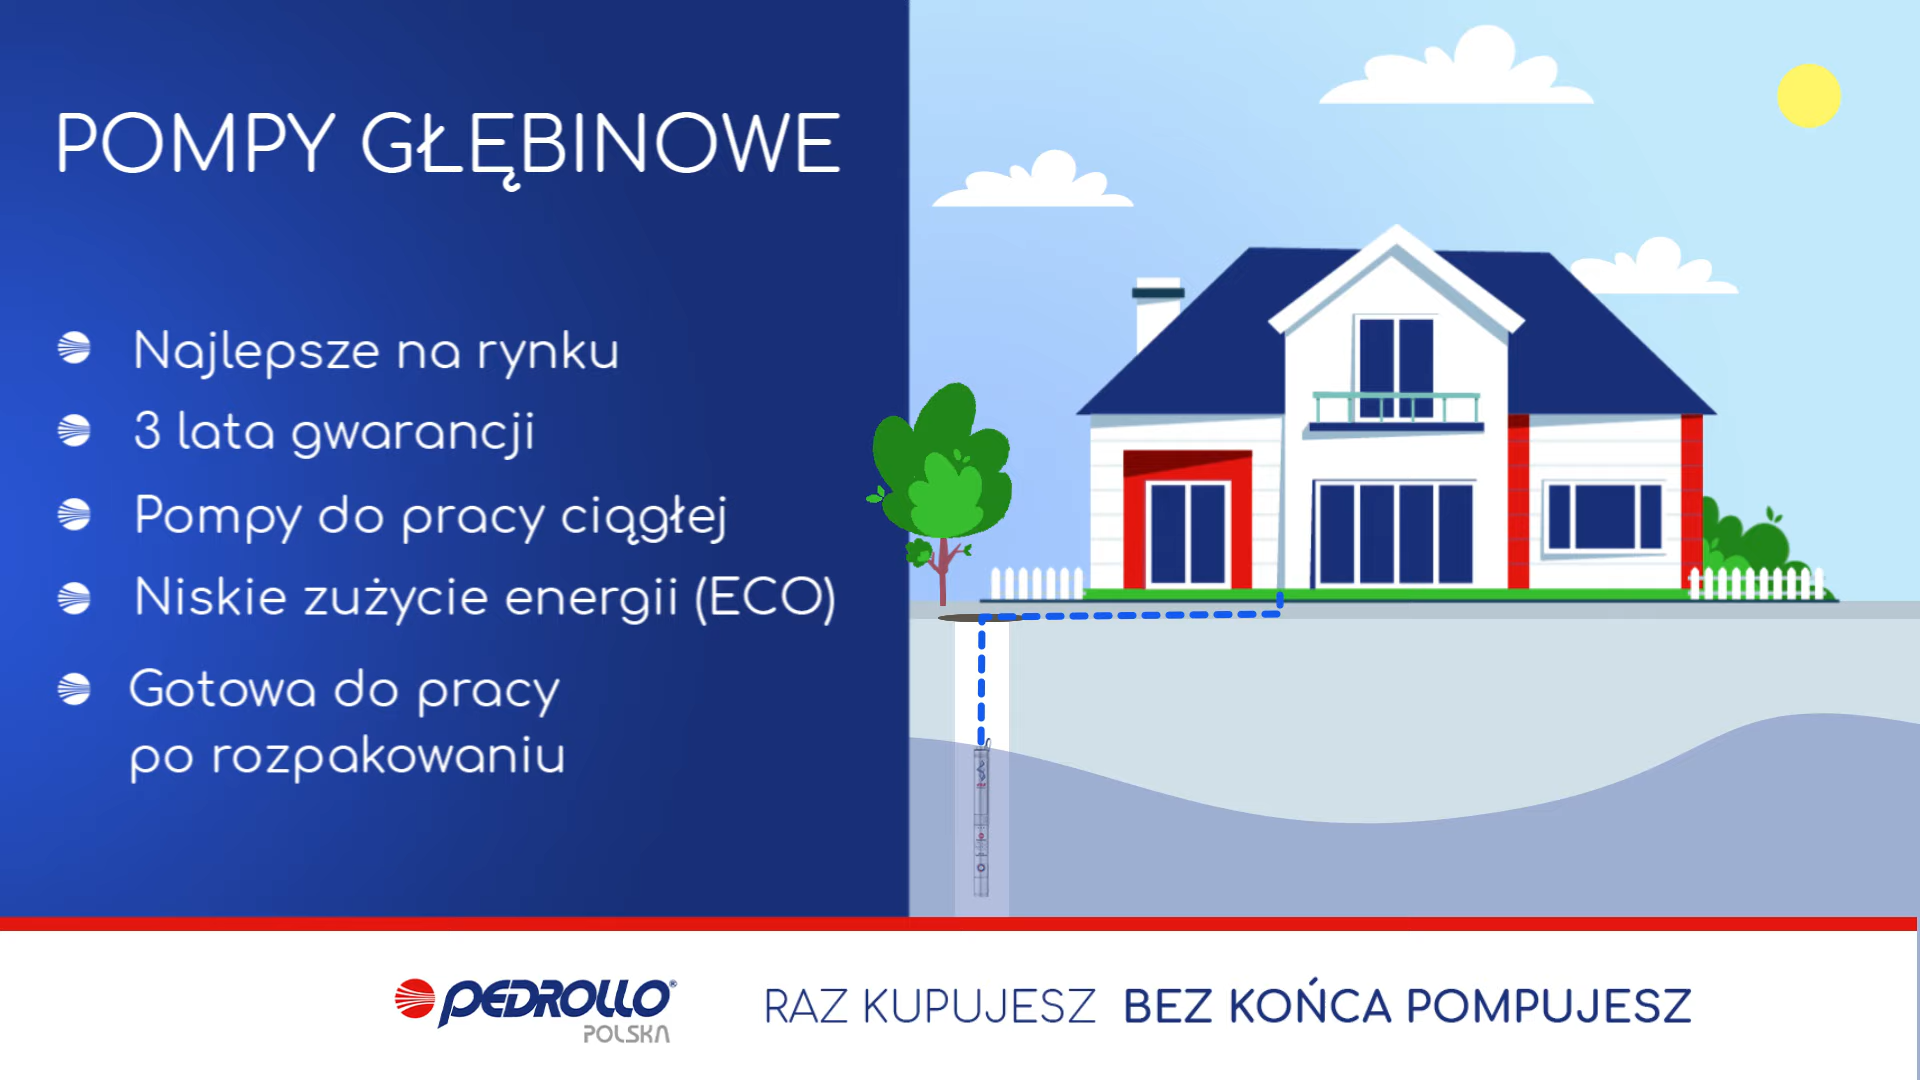 POMPY GŁĘBINOWE
Najlepsze na rynku
3 lata gwarancji
Pompy do pracy ciągłej
Niskie zużycie energii (ECO)
Gotowa do pracy
po rozpakowaniu
PEDROLLO®
POLSKA
RAZ KUPUJESZ BEZ KOŃCA POMPUJESZ